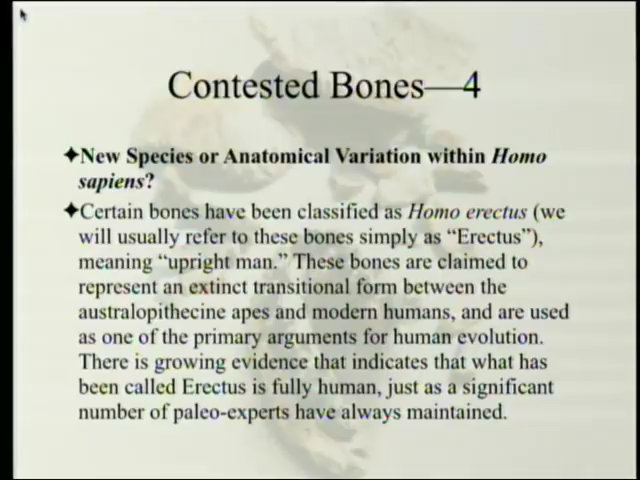 Contested Bones—4
✦New Species or Anatomical Variation within Homo
sapiens?
✦Certain bones have been classified as Homo erectus (we
will usually refer to these bones simply as “Erectus”),
meaning “upright man.” These bones are claimed to
represent an extinct transitional form between the
australopithecine apes and modern humans, and are used
as one of the primary arguments for human evolution.
There is growing evidence that indicates that what has
been called Erectus is fully human, just as a significant
number of paleo-experts have always maintained.